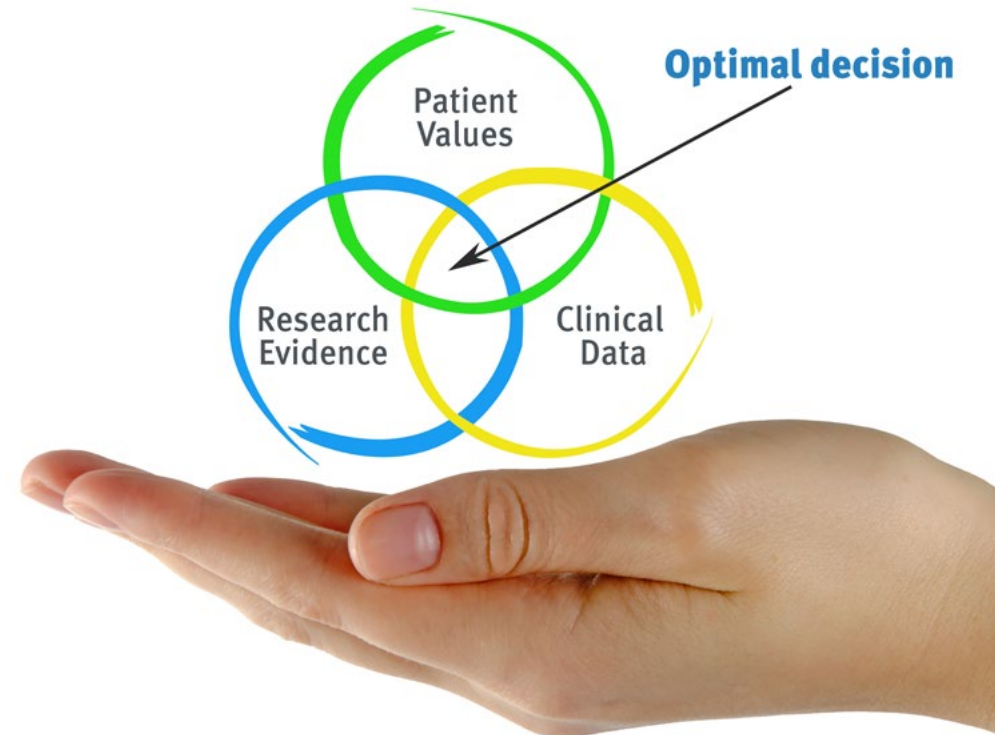 Optimal decision
Patient
Values
Research
Evidence
Clinical
Data